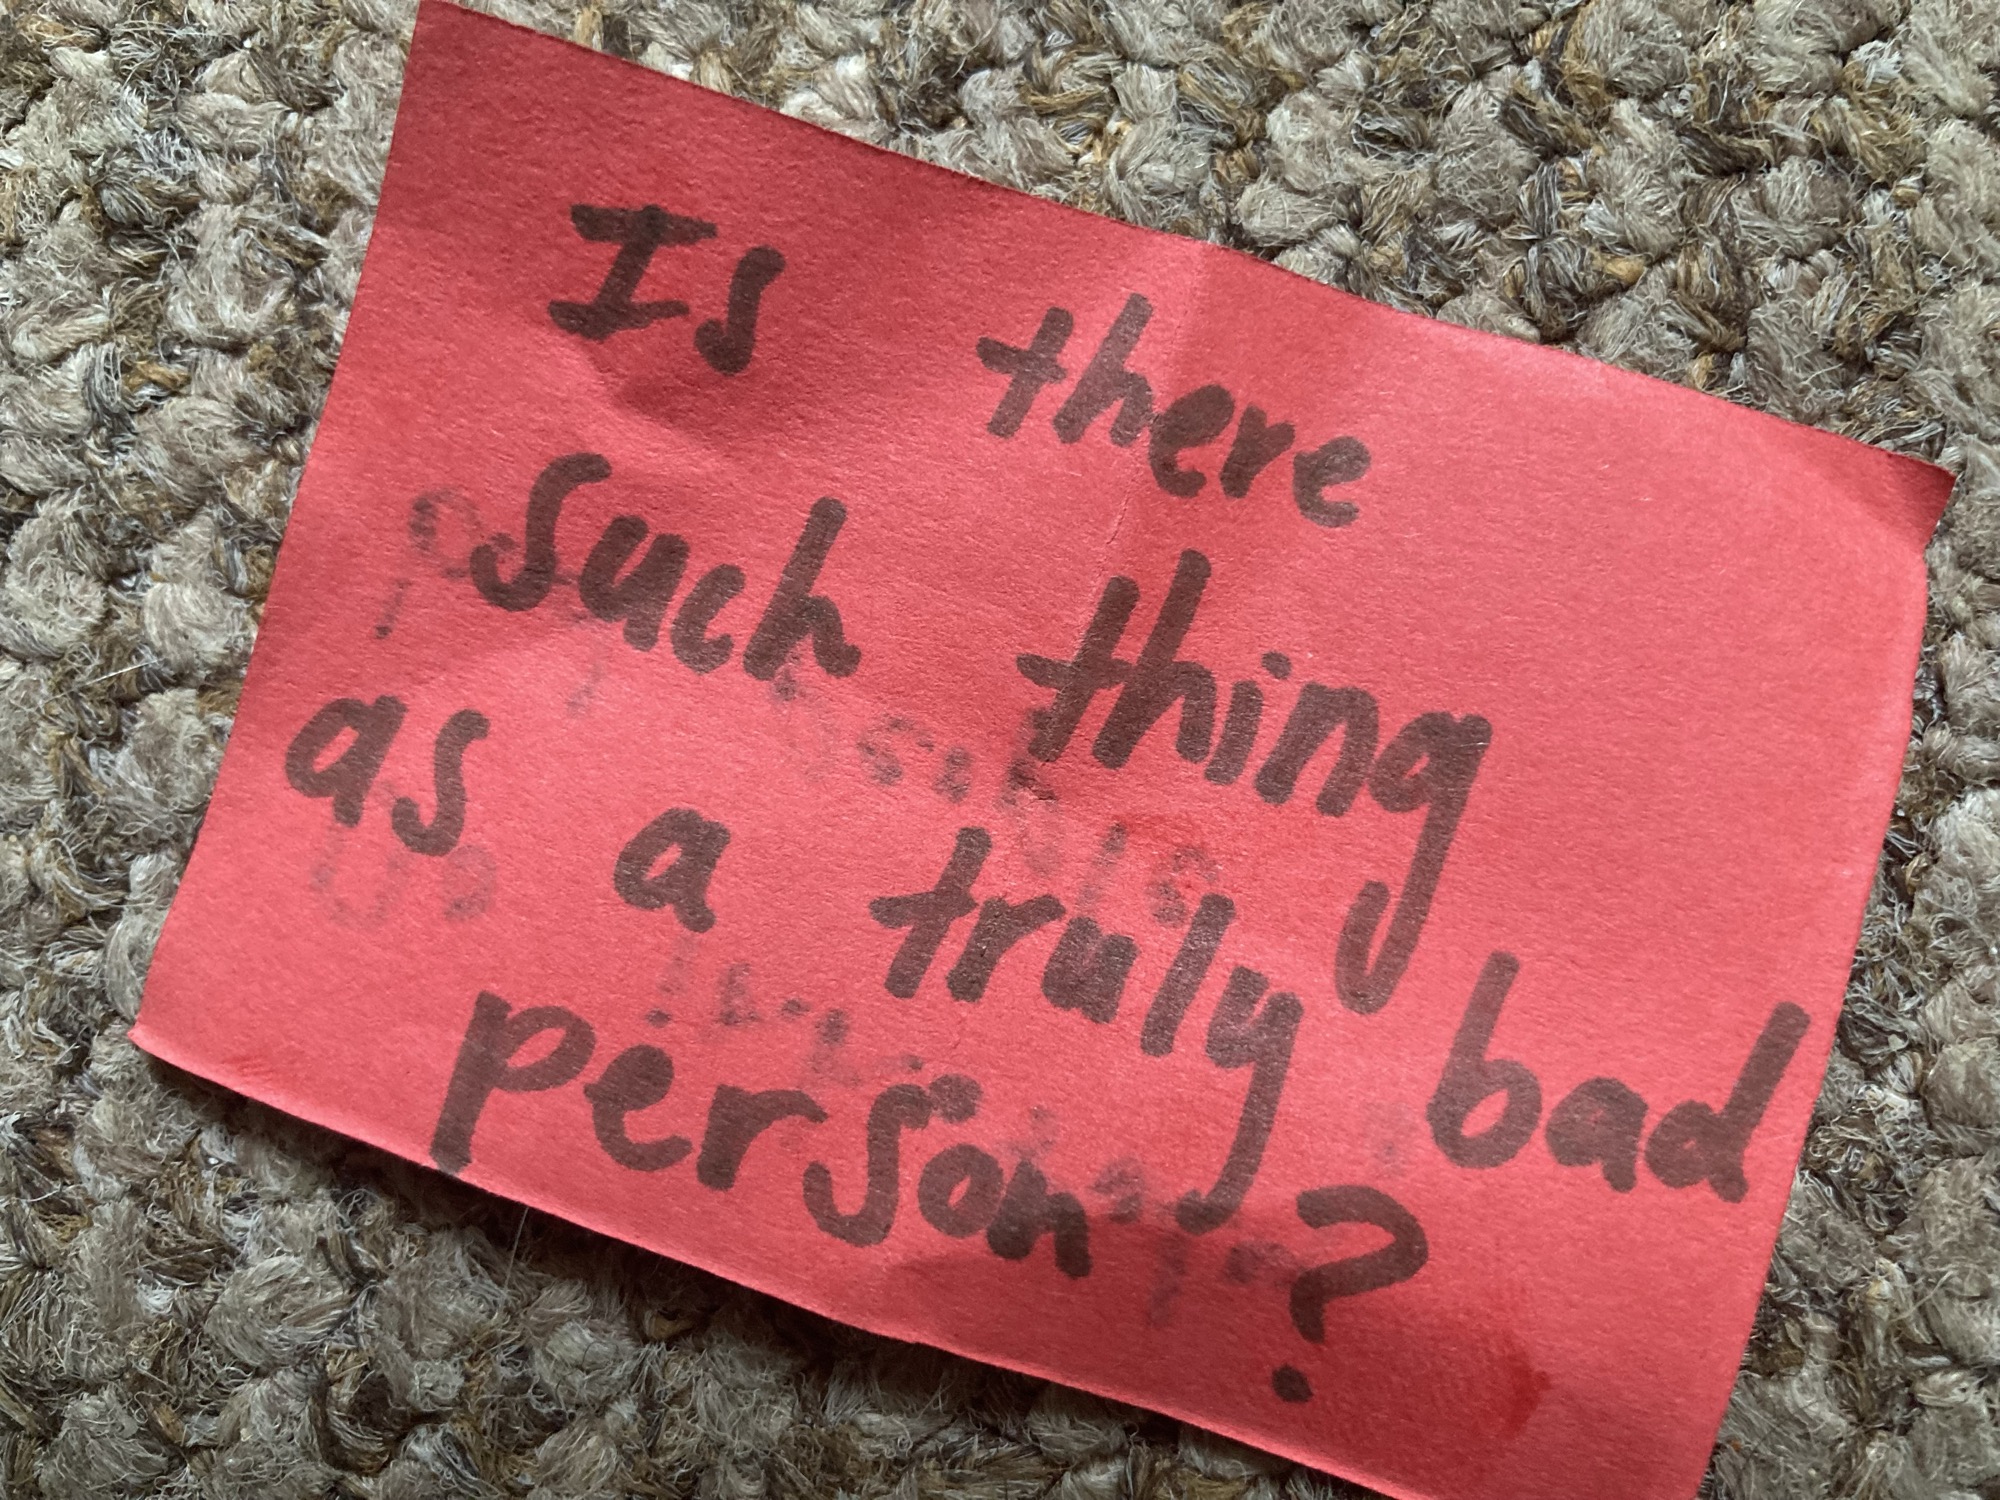 Is there
such thing
as a truly bad
person?